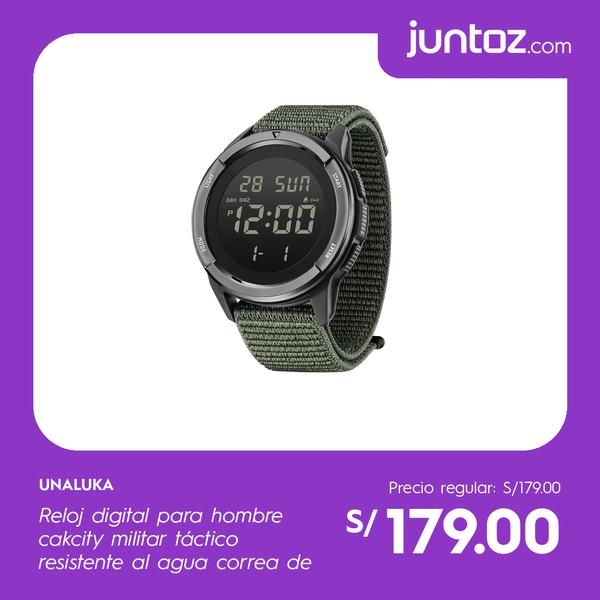 juntoz.com
LIGHT
START
28 SUN
24H SNZ
P 12:00
1- 1
MODE
RESET
UNALUKA
Reloj digital para hombre
cakcity militar táctico
resistente al agua correa de
Precio regular: S/179.00
S/ 179.00